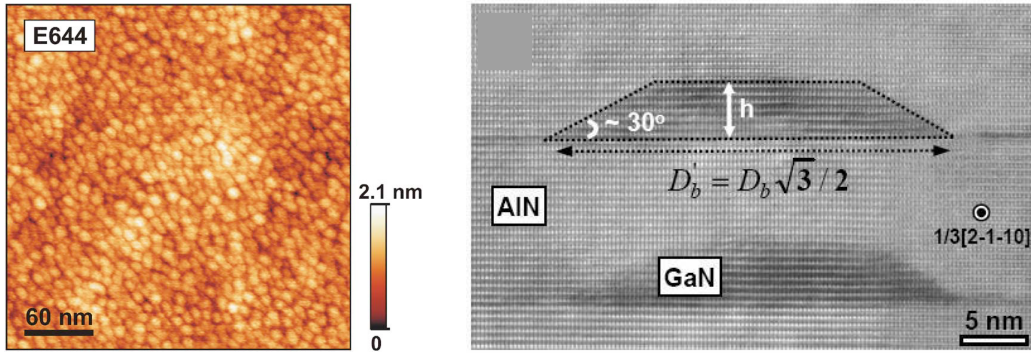 E644
2.1 nm
0
60 nm
h
~ 30°
D'b = Db√3/2
AlN
1/3[2-1-10]
GaN
5 nm